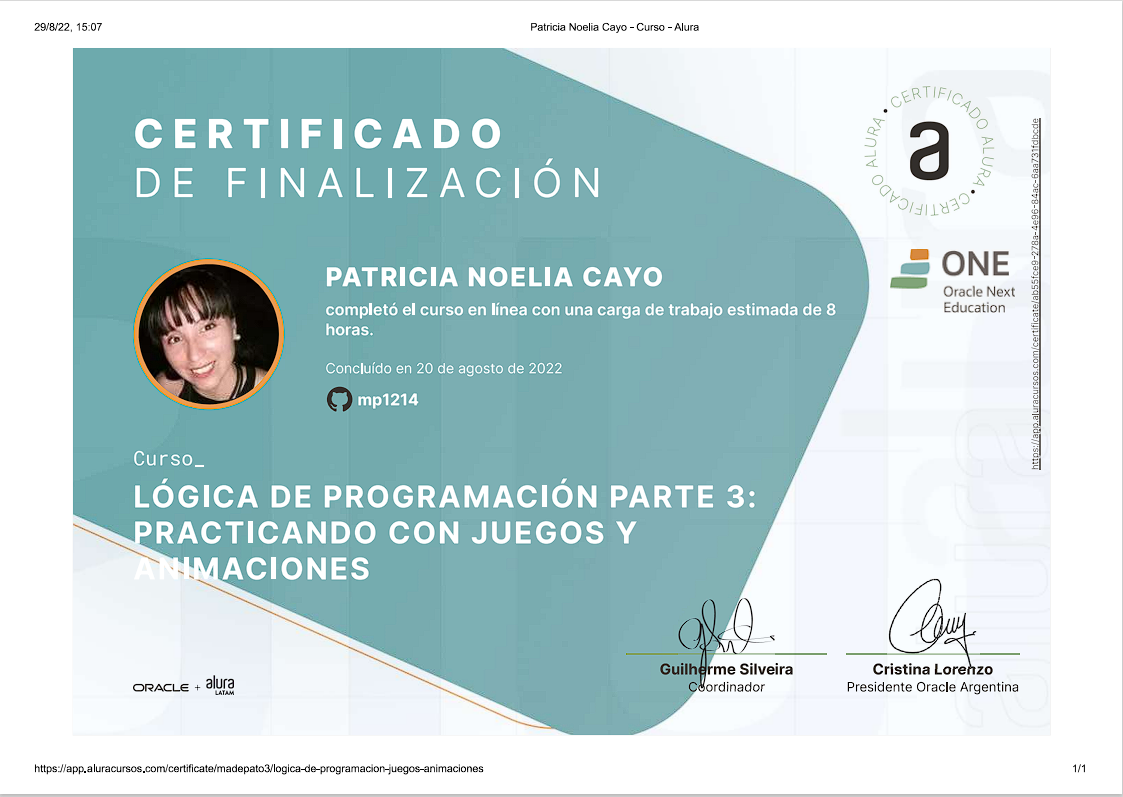 29/8/22, 15:07
Patricia Noelia Cayo – Curso – Alura
CERTIFICADO
DE FINALIZACIÓN
CERTIFICADO ALURA • CERTIFICADO ALURA •
a
ONE
Oracle Next
Education
PATRICIA NOELIA CAYO
completó el curso en línea con una carga de trabajo estimada de 8
horas.
Concluído en 20 de agosto de 2022
mp1214
Curso_
LÓGICA DE PROGRAMACIÓN PARTE 3:
PRACTICANDO CON JUEGOS Y
ANIMACIONES
https://app.aluracursos.com/certificate/ab55fce9-278a-4e96-84ac-6aa731fdbcde
Guilherme Silveira
Coordinador
Cristina Lorenzo
Presidente Oracle Argentina
ORACLE + alura
LATAM
https://app.aluracursos.com/certificate/madepato3/logica-de-programacion-juegos-animaciones
1/1